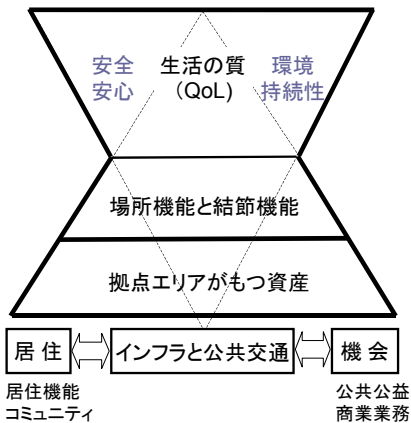 安全 生活の質 環境
安心 (QoL) 持続性
場所機能と結節機能
拠点エリアがもつ資産
居 住 インフラと公共交通 機 会
居住機能 公共公益
コミュニティ 商業業務